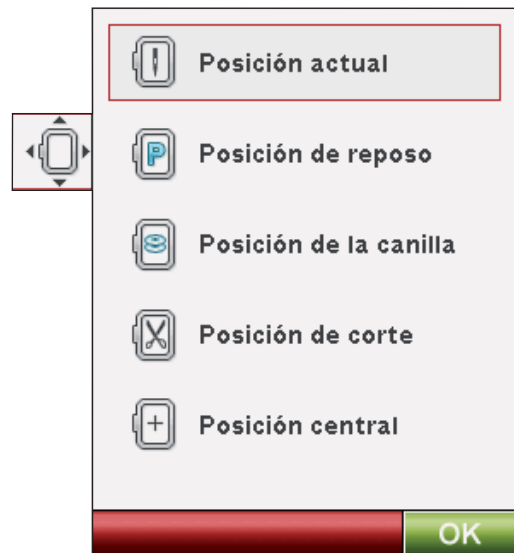 Posición actual
P
Posición de reposo
Posición de la canilla
Posición de corte
Posición central
OK